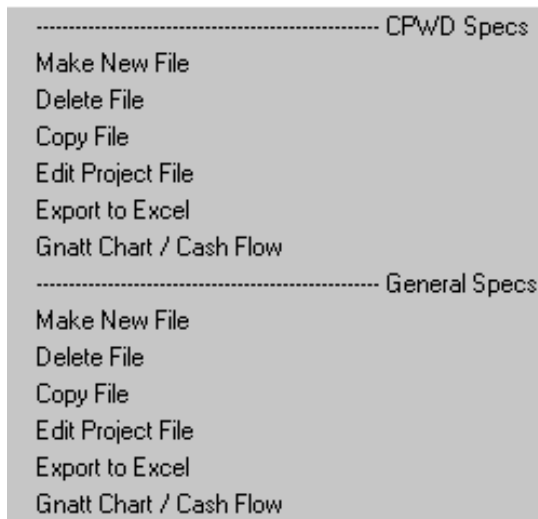 ----------------------------------------------------- CPWD Specs
Make New File
Delete File
Copy File
Edit Project File
Export to Excel
Gnatt Chart / Cash Flow
----------------------------------------------------- General Specs
Make New File
Delete File
Copy File
Edit Project File
Export to Excel
Gnatt Chart / Cash Flow